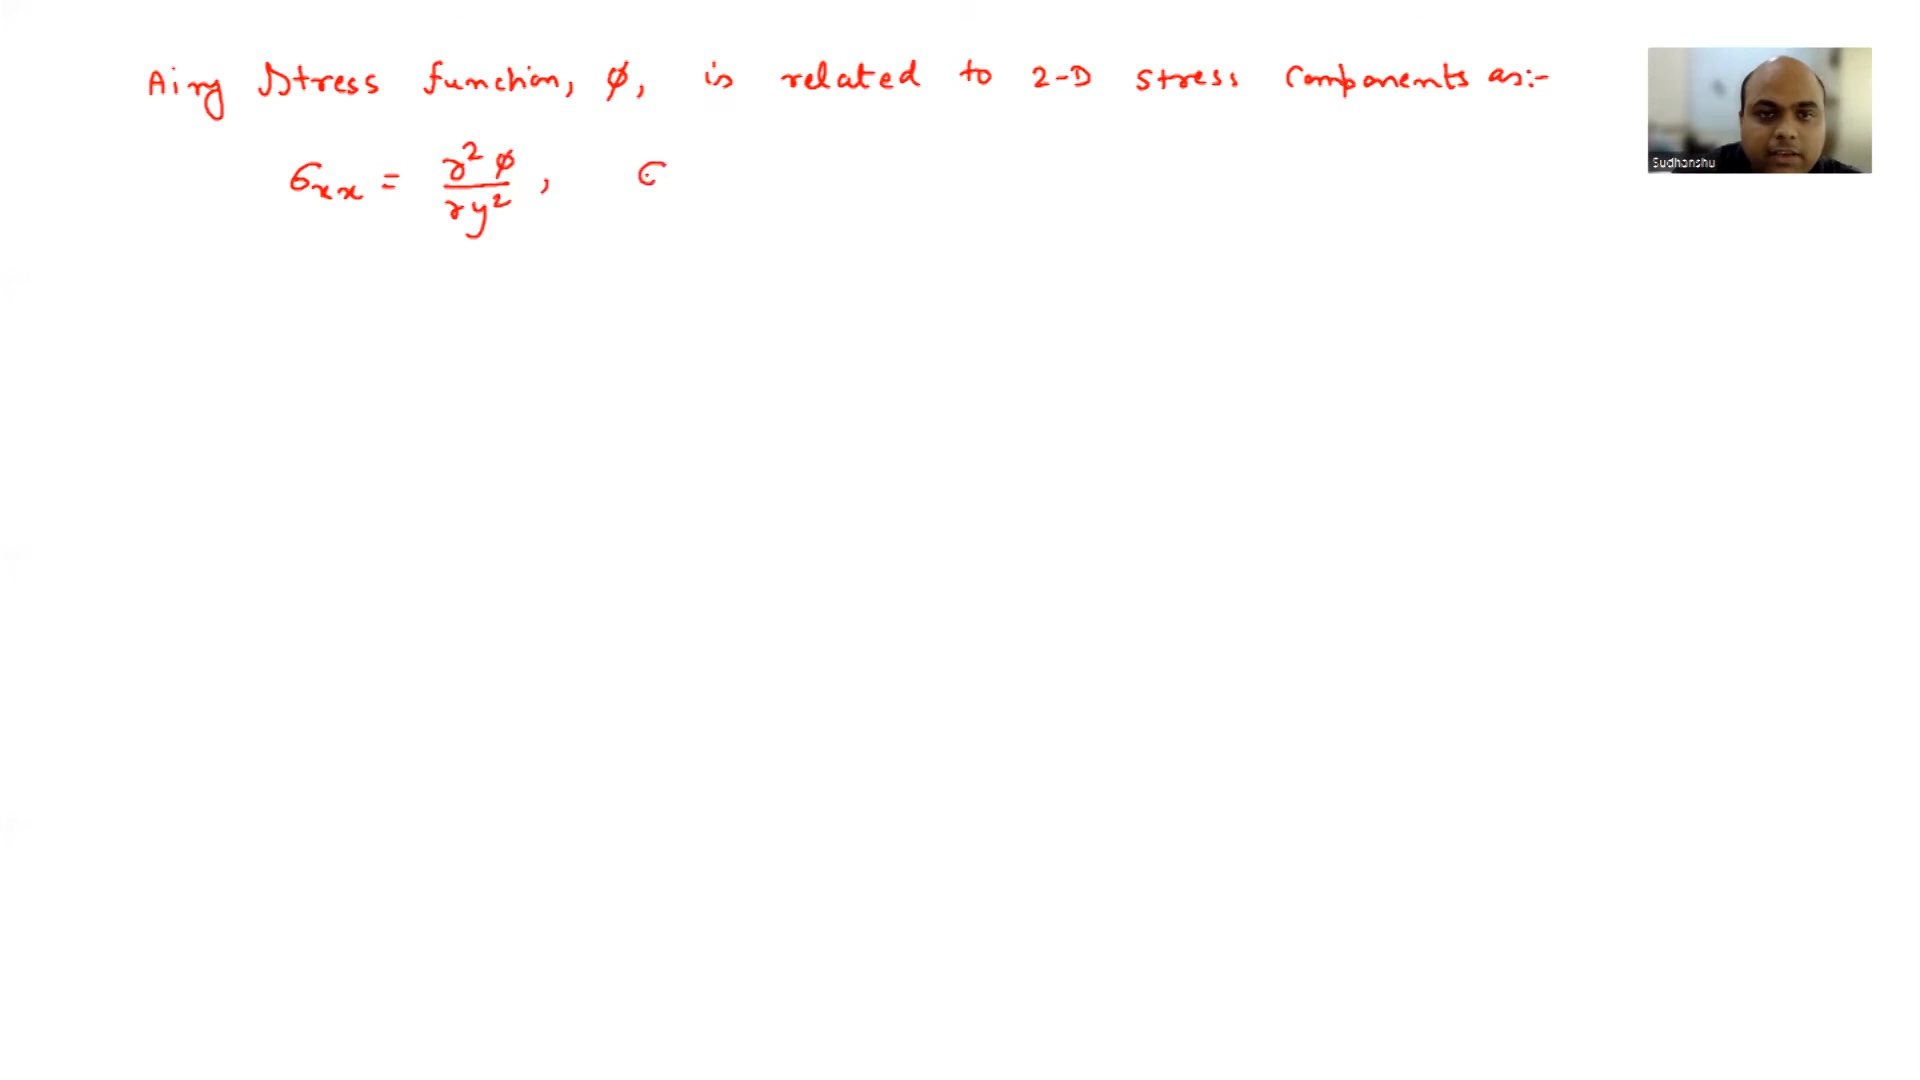 Airy Stress function, φ, is related to 2-D stress components as:-
Sudhanshu
σxx = ∂²φ/∂y² , σ